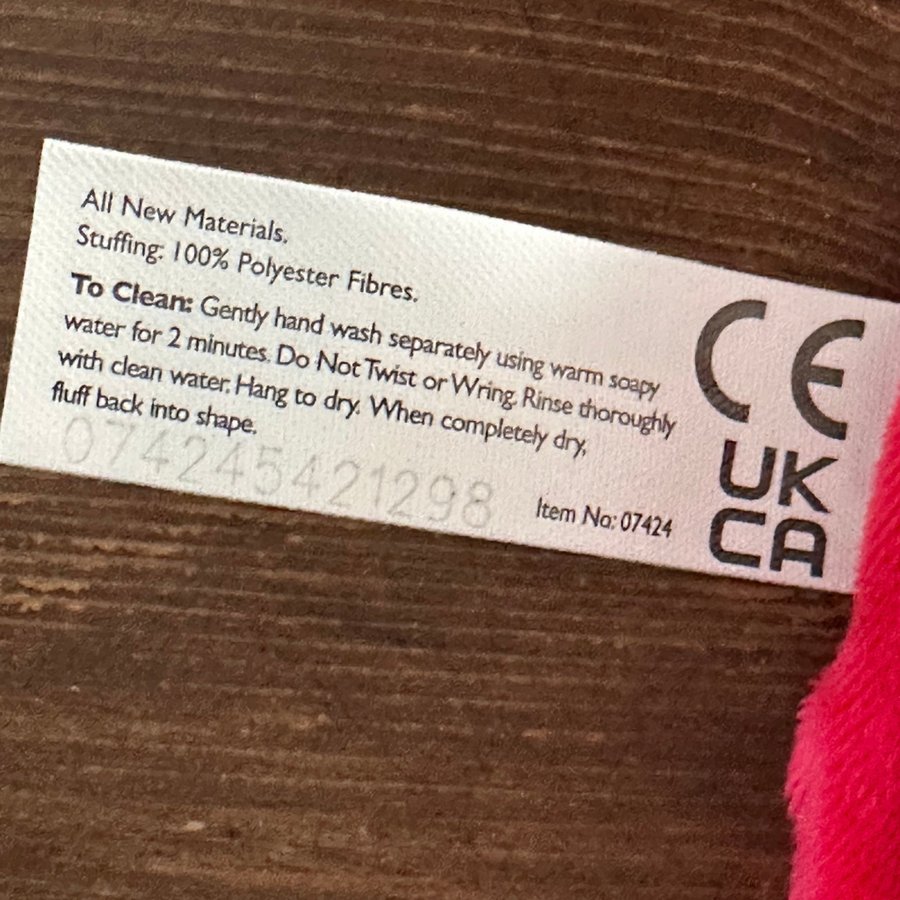 All New Materials.
Stuffing: 100% Polyester Fibres.
To Clean: Gently hand wash separately using warm soapy
water for 2 minutes. Do Not Twist or Wring. Rinse thoroughly
with clean water. Hang to dry. When completely dry,
fluff back into shape.
074245421298
Item No: 07424
CE
UK
CA